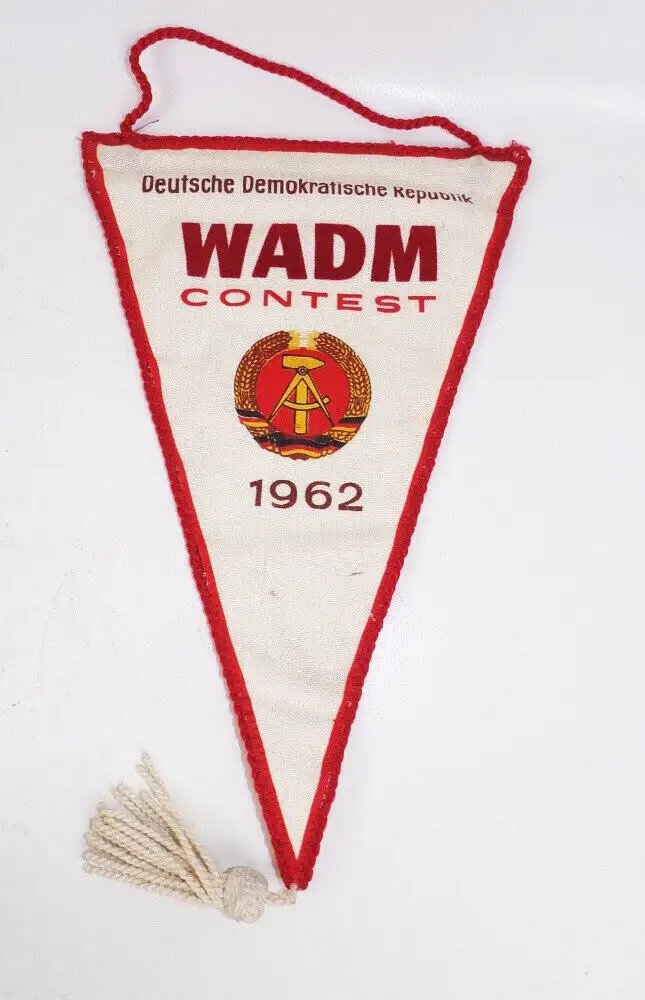 Deutsche Demokratische Republik
WADM
CONTEST
1962